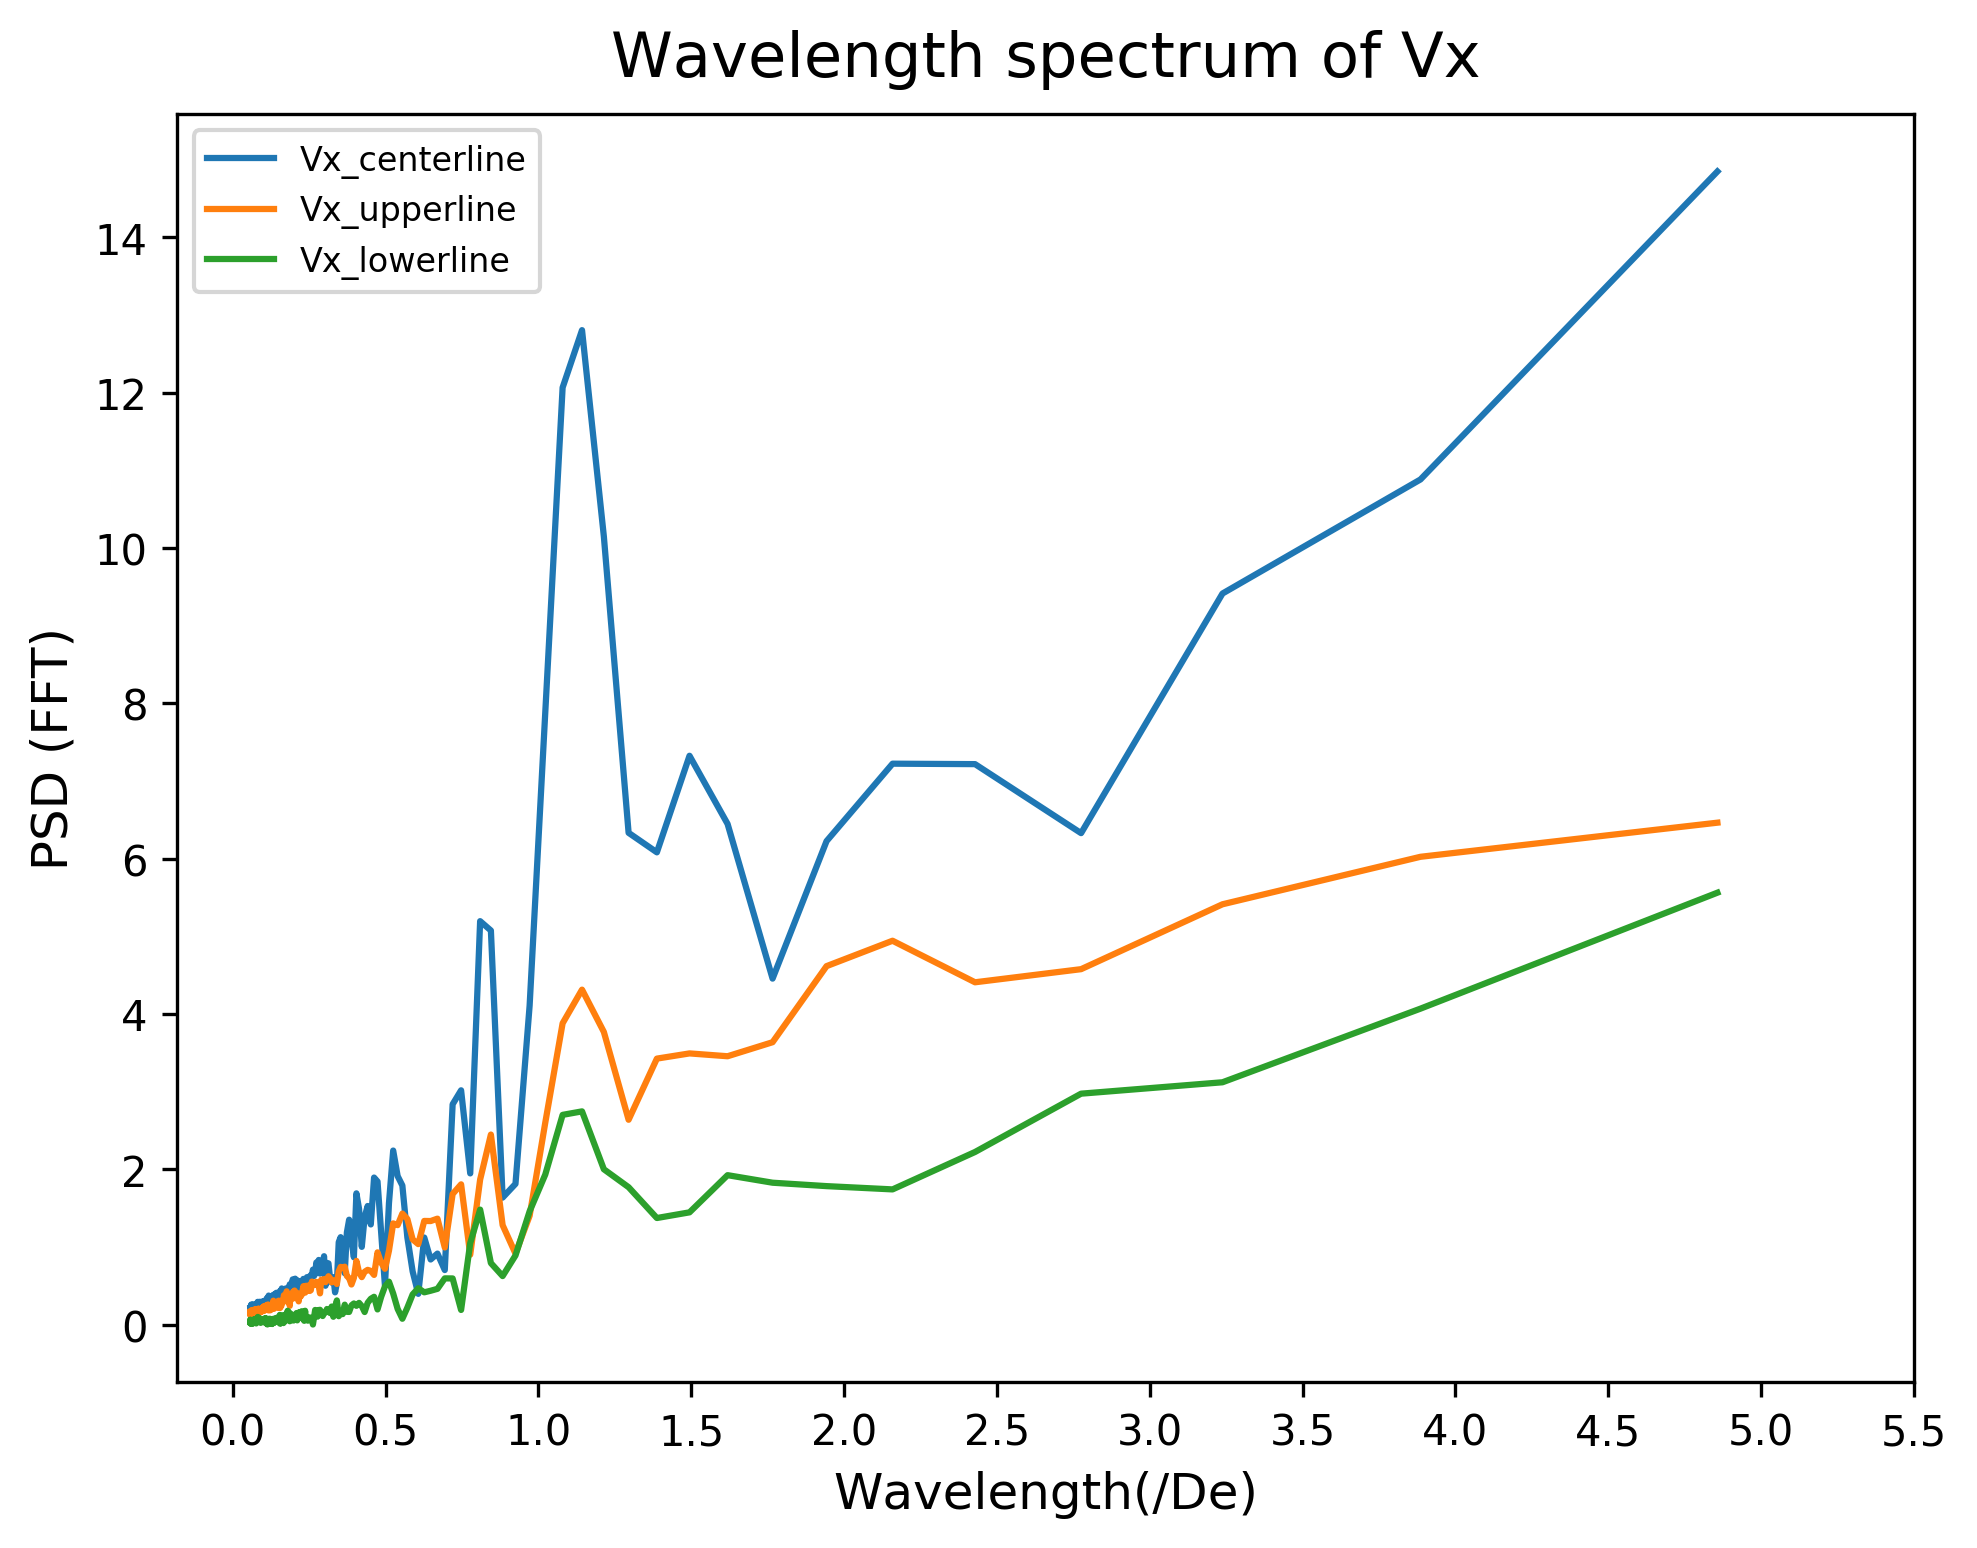 Wavelength spectrum of Vx
Vx_centerline
Vx_upperline
Vx_lowerline
14
12
10
8
6
4
2
0
PSD (FFT)
0.0 0.5 1.0 1.5 2.0 2.5 3.0 3.5 4.0 4.5 5.0 5.5
Wavelength(/De)